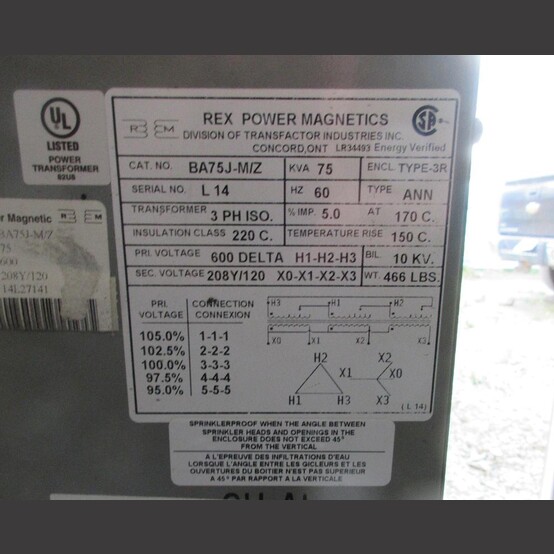 UL
LISTED
POWER
TRANSFORMER
REX POWER MAGNETICS
DIVISION OF TRANSFACTOR INDUSTRIES INC.
CONCORD,ONT LR34493 Energy Verified
CAT. NO. BA75J-M/Z KVA 75 ENCL TYPE-3R
SERIAL NO. L 14 HZ 60 TYPE ANN
TRANSFORMER 3 PH ISO. % IMP. 5.0 AT 170 C.
INSULATION CLASS 220 C. TEMPERATURE RISE 150 C.
PRI. VOLTAGE 600 DELTA H1-H2-H3 BIL 10 KV.
SEC. VOLTAGE 208Y/120 X0-X1-X2-X3 WT. 466 LBS.
PRI. CONNECTION
VOLTAGE CONNEXION
105.0% 1-1-1
102.5% 2-2-2
100.0% 3-3-3
97.5% 4-4-4
95.0% 5-5-5
H3 H1 H2
X0 X1 X2 X3
H2 X2
X1 X0
H1 H3 X3
( L 14 )
r Magnetic
BA75J-M/Z
75
600
208Y/120
14L27141
SPRINKLERPROOF WHEN THE ANGLE BETWEEN
SPRINKLER HEADS AND OPENINGS IN THE
ENCLOSURE DOES NOT EXCEED 45°
FROM THE VERTICAL
A L'EPREUVE DES INFILTRATIONS D'EAU
LORSQUE L'ANGLE ENTRE LES GICLEURS ET LES
OUVERTURES DU BOITIER N'EST PAS SUPERIEUR
A 45° PAR RAPPORT A LA VERTICALE